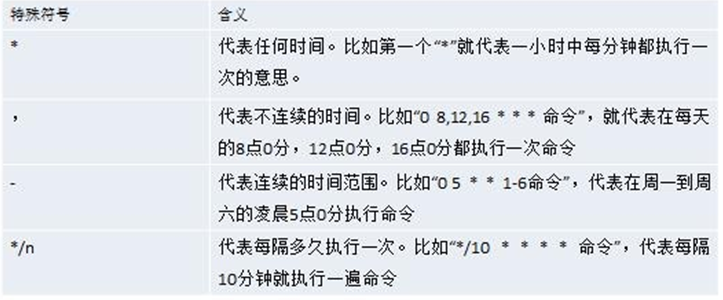 特殊符号 含义
* 代表任何时间。比如第一个“*”就代表一小时中每分钟都执行一
次的意思。
， 代表不连续的时间。比如“0 8,12,16 * * * 命令”，就代表在每天
的8点0分，12点0分，16点0分都执行一次命令
- 代表连续的时间范围。比如“0 5 * * 1-6命令”，代表在周一到周
六的凌晨5点0分执行命令
*/n 代表每隔多久执行一次。比如“*/10 * * * * 命令”，代表每隔
10分钟就执行一遍命令